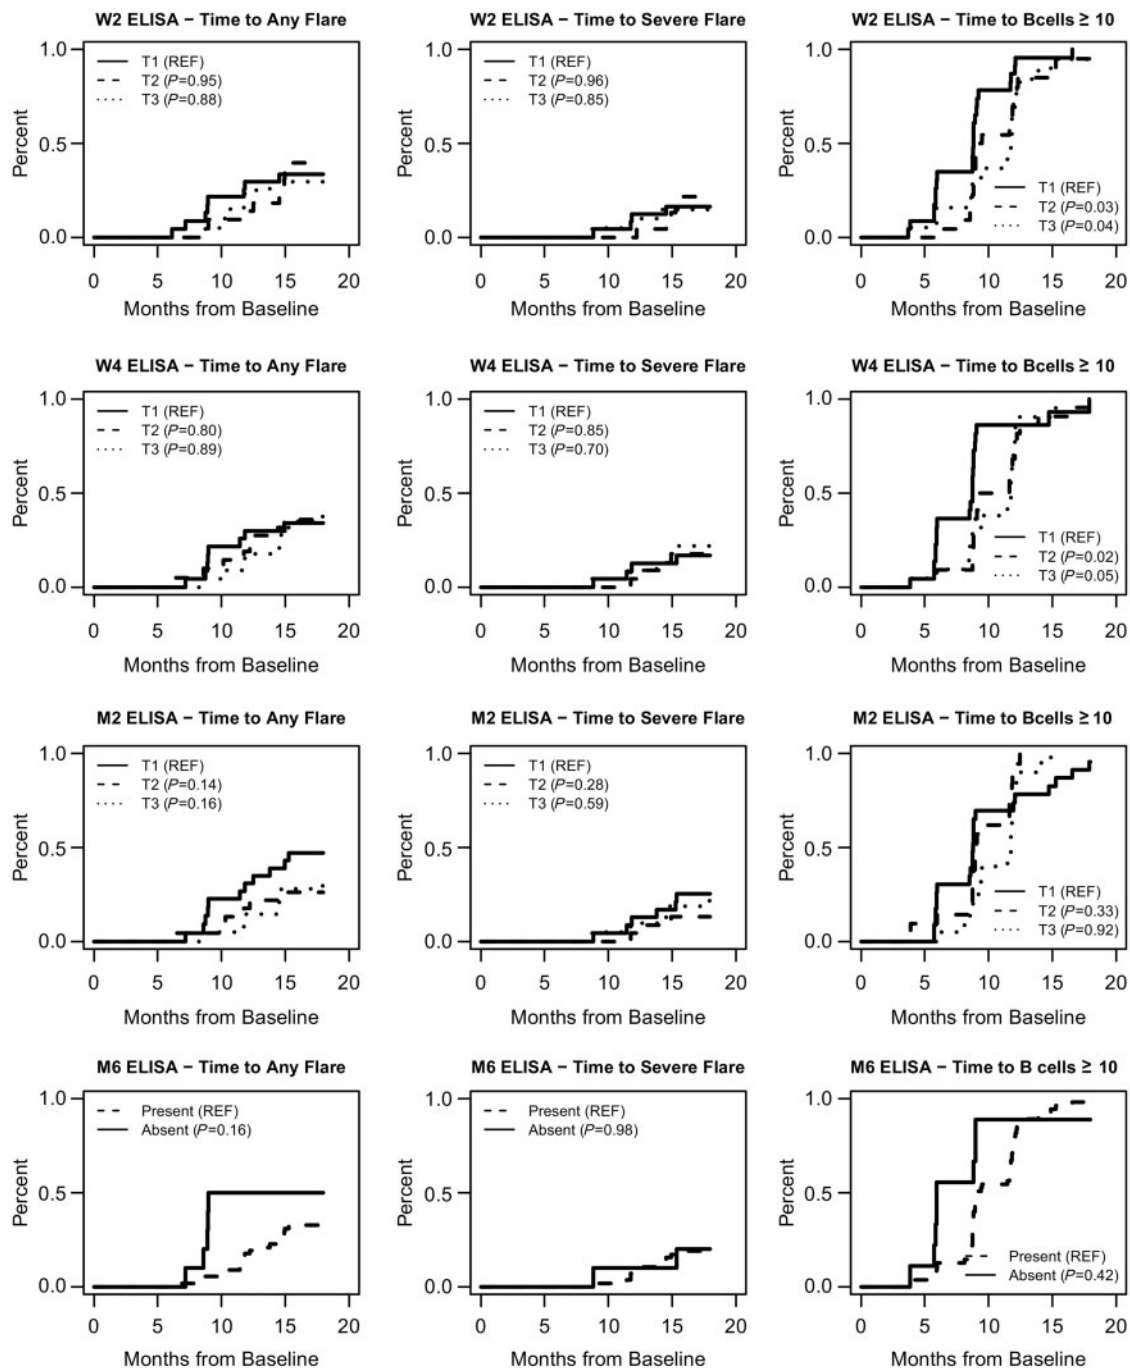 W2 ELISA − Time to Any Flare
Percent
1.0
0.5
0.0
T1 (REF)
T2 (P=0.95)
T3 (P=0.88)
0 5 10 15 20
Months from Baseline
W2 ELISA − Time to Severe Flare
Percent
1.0
0.5
0.0
T1 (REF)
T2 (P=0.96)
T3 (P=0.85)
0 5 10 15 20
Months from Baseline
W2 ELISA − Time to Bcells ≥ 10
Percent
1.0
0.5
0.0
T1 (REF)
T2 (P=0.03)
T3 (P=0.04)
0 5 10 15 20
Months from Baseline
W4 ELISA − Time to Any Flare
Percent
1.0
0.5
0.0
T1 (REF)
T2 (P=0.80)
T3 (P=0.89)
0 5 10 15 20
Months from Baseline
W4 ELISA − Time to Severe Flare
Percent
1.0
0.5
0.0
T1 (REF)
T2 (P=0.85)
T3 (P=0.70)
0 5 10 15 20
Months from Baseline
W4 ELISA − Time to Bcells ≥ 10
Percent
1.0
0.5
0.0
T1 (REF)
T2 (P=0.02)
T3 (P=0.05)
0 5 10 15 20
Months from Baseline
M2 ELISA − Time to Any Flare
Percent
1.0
0.5
0.0
T1 (REF)
T2 (P=0.14)
T3 (P=0.16)
0 5 10 15 20
Months from Baseline
M2 ELISA − Time to Severe Flare
Percent
1.0
0.5
0.0
T1 (REF)
T2 (P=0.28)
T3 (P=0.59)
0 5 10 15 20
Months from Baseline
M2 ELISA − Time to Bcells ≥ 10
Percent
1.0
0.5
0.0
T1 (REF)
T2 (P=0.33)
T3 (P=0.92)
0 5 10 15 20
Months from Baseline
M6 ELISA − Time to Any Flare
Percent
1.0
0.5
0.0
Present (REF)
Absent (P=0.16)
0 5 10 15 20
Months from Baseline
M6 ELISA − Time to Severe Flare
Percent
1.0
0.5
0.0
Present (REF)
Absent (P=0.98)
0 5 10 15 20
Months from Baseline
M6 ELISA − Time to B cells ≥ 10
Percent
1.0
0.5
0.0
Present (REF)
Absent (P=0.42)
0 5 10 15 20
Months from Baseline